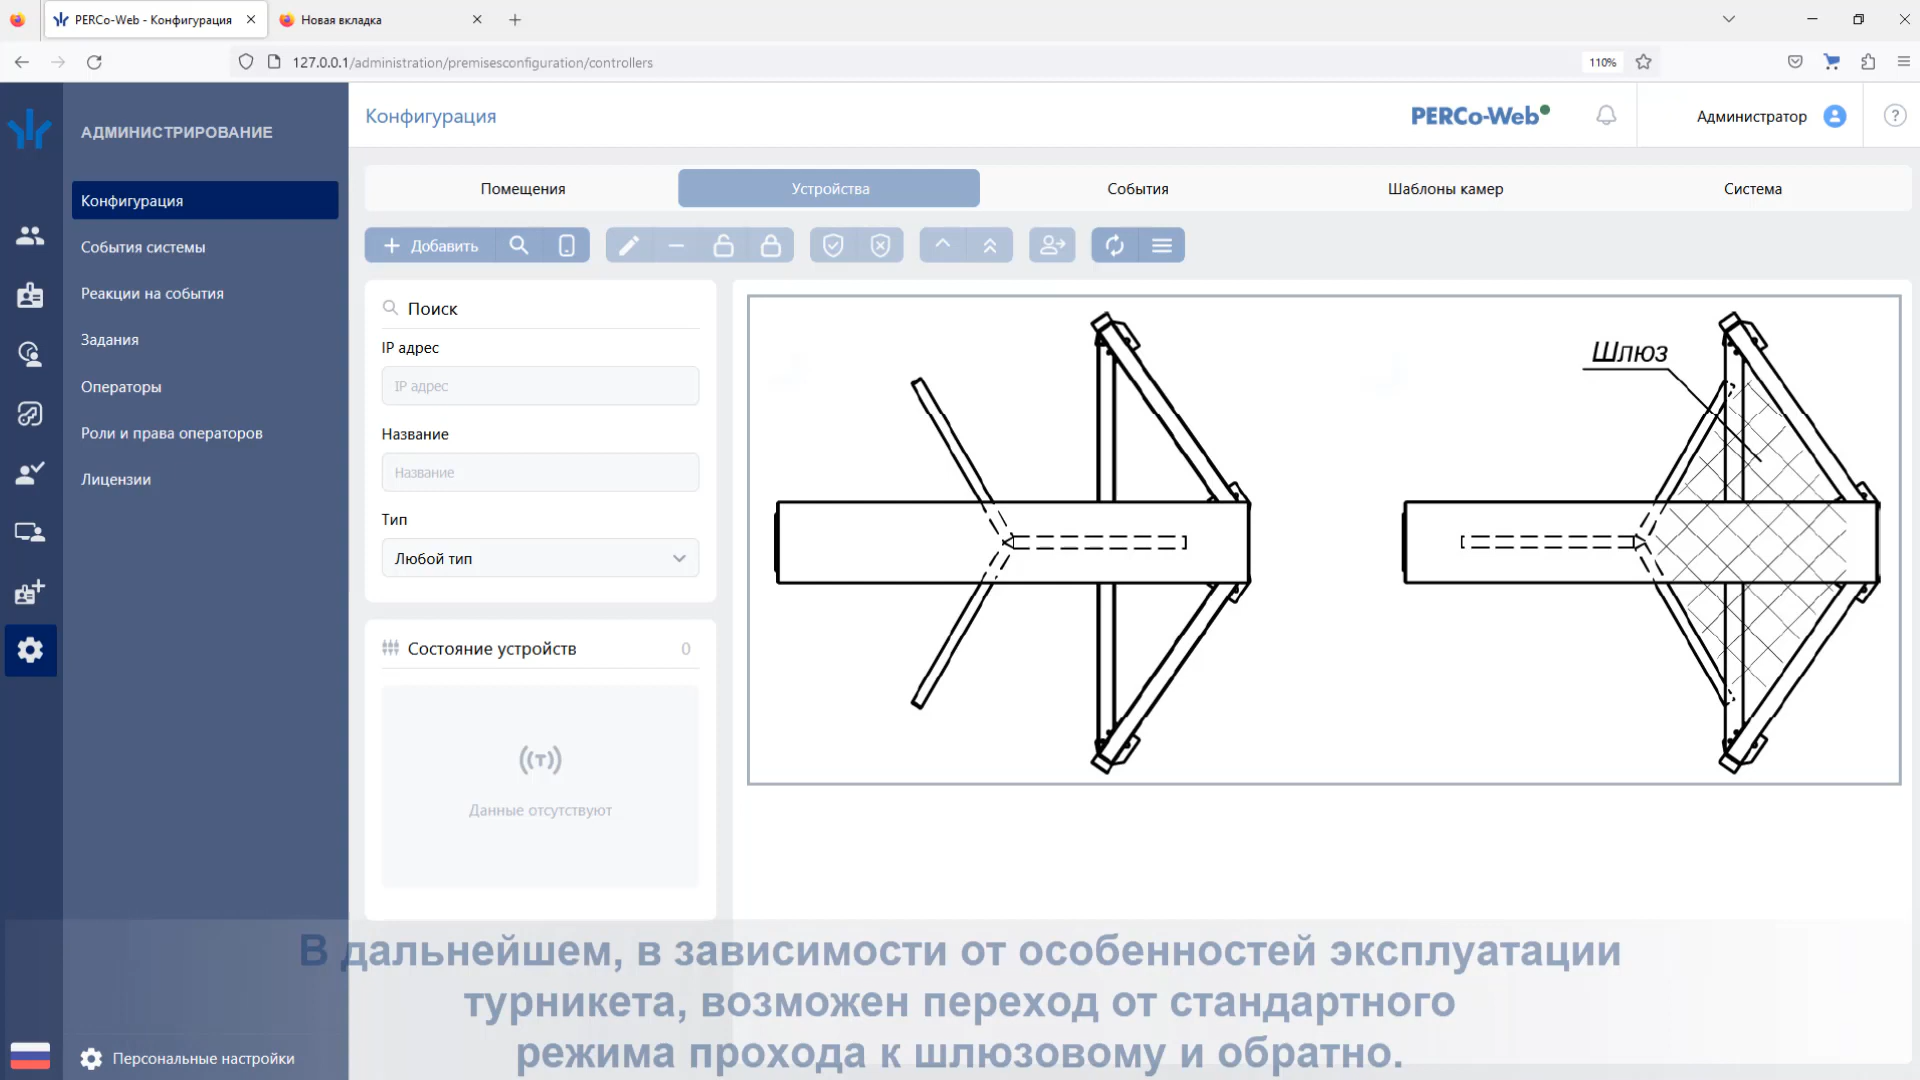 PERCo-Web - Конфигурация
Новая вкладка
127.0.0.1/administration/premisesconfiguration/controllers
110%
АДМИНИСТРИРОВАНИЕ
Конфигурация
События системы
Реакции на события
Задания
Операторы
Роли и права операторов
Лицензии
Персональные настройки
Конфигурация
PERCo-Web
Администратор
?
Помещения
Устройства
События
Шаблоны камер
Система
Добавить
Поиск
IP адрес
IP адрес
Название
Название
Тип
Любой тип
Состояние устройств 0
Данные отсутствуют
Шлюз
В дальнейшем, в зависимости от особенностей эксплуатации
турникета, возможен переход от стандартного
режима прохода к шлюзовому и обратно.